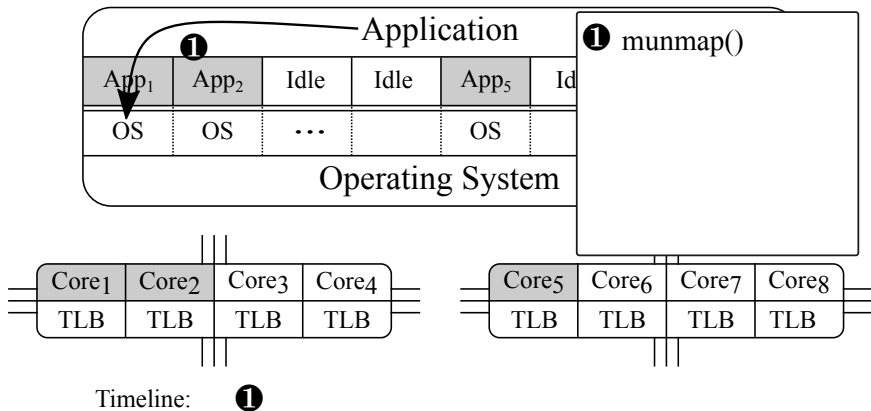 Application
❶
❶ munmap()
App1 App2 Idle Idle App5 Id
OS OS ... OS
Operating System
Core1 Core2 Core3 Core4 Core5 Core6 Core7 Core8
TLB TLB TLB TLB TLB TLB TLB TLB
Timeline: ❶